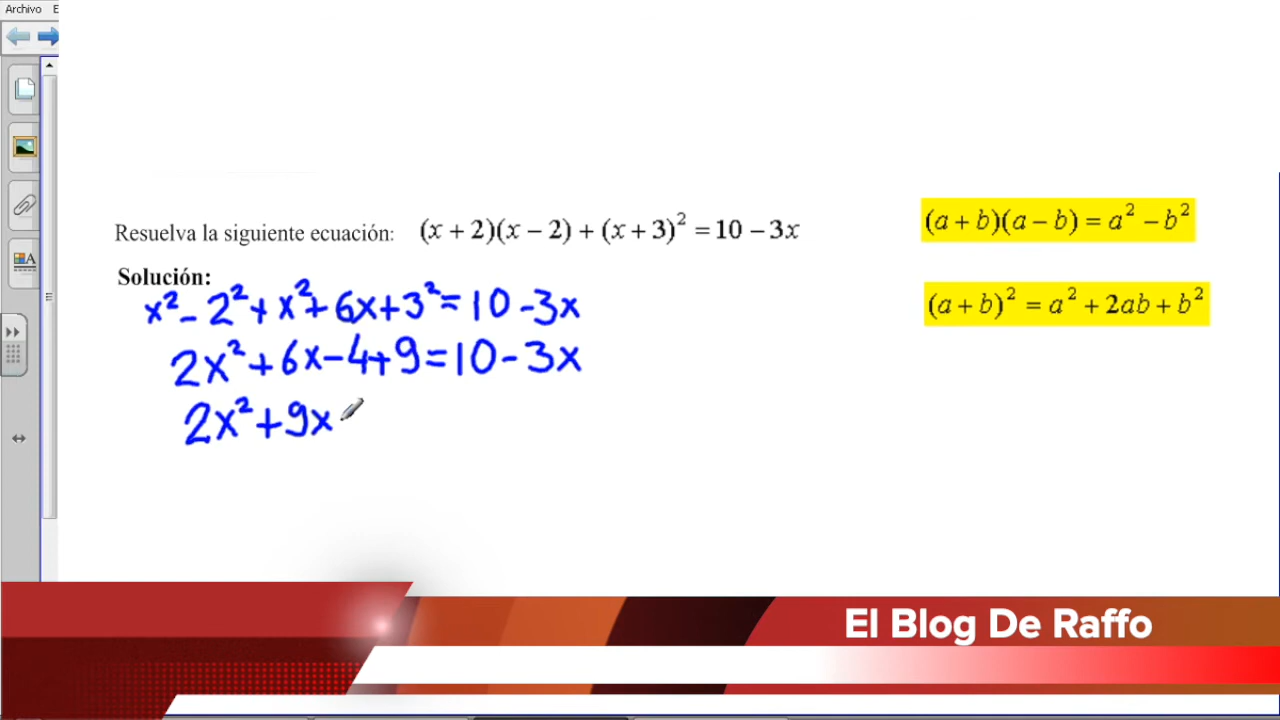 Archivo E
Resuelva la siguiente ecuación: (x + 2)(x − 2) + (x + 3)² = 10 − 3x
(a + b)(a − b) = a² − b²
Solución:
x² - 2² + x² + 6x + 3² = 10 - 3x
(a + b)² = a² + 2ab + b²
2x² + 6x - 4 + 9 = 10 - 3x
2x² + 9x
A
El Blog De Raffo